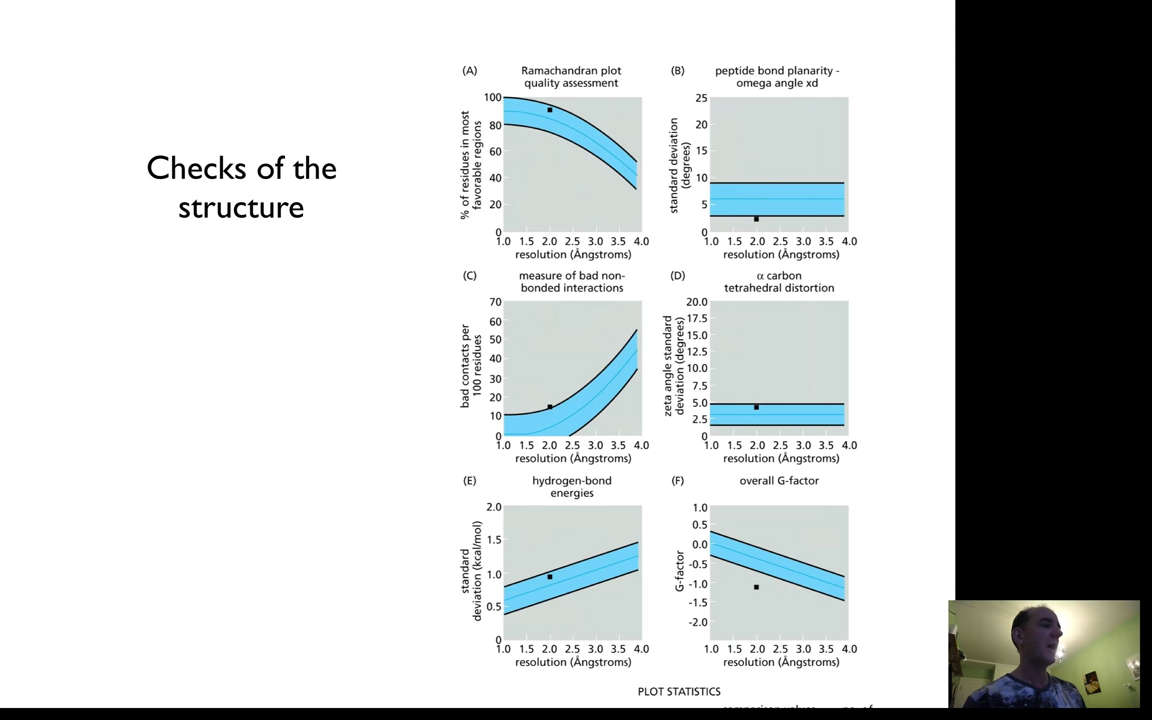 Checks of the
structure
(A)
Ramachandran plot
quality assessment
% of residues in most
favorable regions
100
80
60
40
20
0
1.0 1.5 2.0 2.5 3.0 3.5 4.0
resolution (Ångstroms)
(B)
peptide bond planarity -
omega angle xd
standard deviation
(degrees)
25
20
15
10
5
0
1.0 1.5 2.0 2.5 3.0 3.5 4.0
resolution (Ångstroms)
(C)
measure of bad non-
bonded interactions
bad contacts per
100 residues
70
60
50
40
30
20
10
0
1.0 1.5 2.0 2.5 3.0 3.5 4.0
resolution (Ångstroms)
(D)
α carbon
tetrahedral distortion
zeta angle standard
deviation (degrees)
20.0
17.5
15.0
12.5
10.0
7.5
5.0
2.5
0
1.0 1.5 2.0 2.5 3.0 3.5 4.0
resolution (Ångstroms)
(E)
hydrogen-bond
energies
standard
deviation (kcal/mol)
2.0
1.5
1.0
0.5
0
1.0 1.5 2.0 2.5 3.0 3.5 4.0
resolution (Ångstroms)
(F)
overall G-factor
G-factor
1.0
0.5
0.0
-0.5
-1.0
-1.5
-2.0
1.0 1.5 2.0 2.5 3.0 3.5 4.0
resolution (Ångstroms)
PLOT STATISTICS